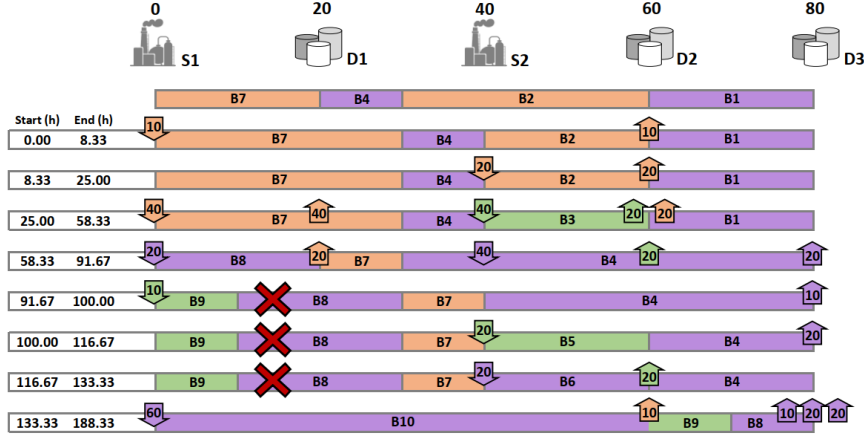 0 20 40 60 80
S1 D1 S2 D2 D3
B7 B4 B2 B1
Start (h) End (h)
10 10
0.00 8.33 B7 B4 B2 B1
20 20
8.33 25.00 B7 B4 B2 B1
40 40 40 20 20
25.00 58.33 B7 B4 B3 B1
20 20 40 20 20
58.33 91.67 B8 B7 B4
10 10
91.67 100.00 B9 B8 B7 B4
20 20
100.00 116.67 B9 B8 B7 B5 B4
20 20
116.67 133.33 B9 B8 B7 B6 B4
60 10 10 20 20
133.33 188.33 B10 B9 B8